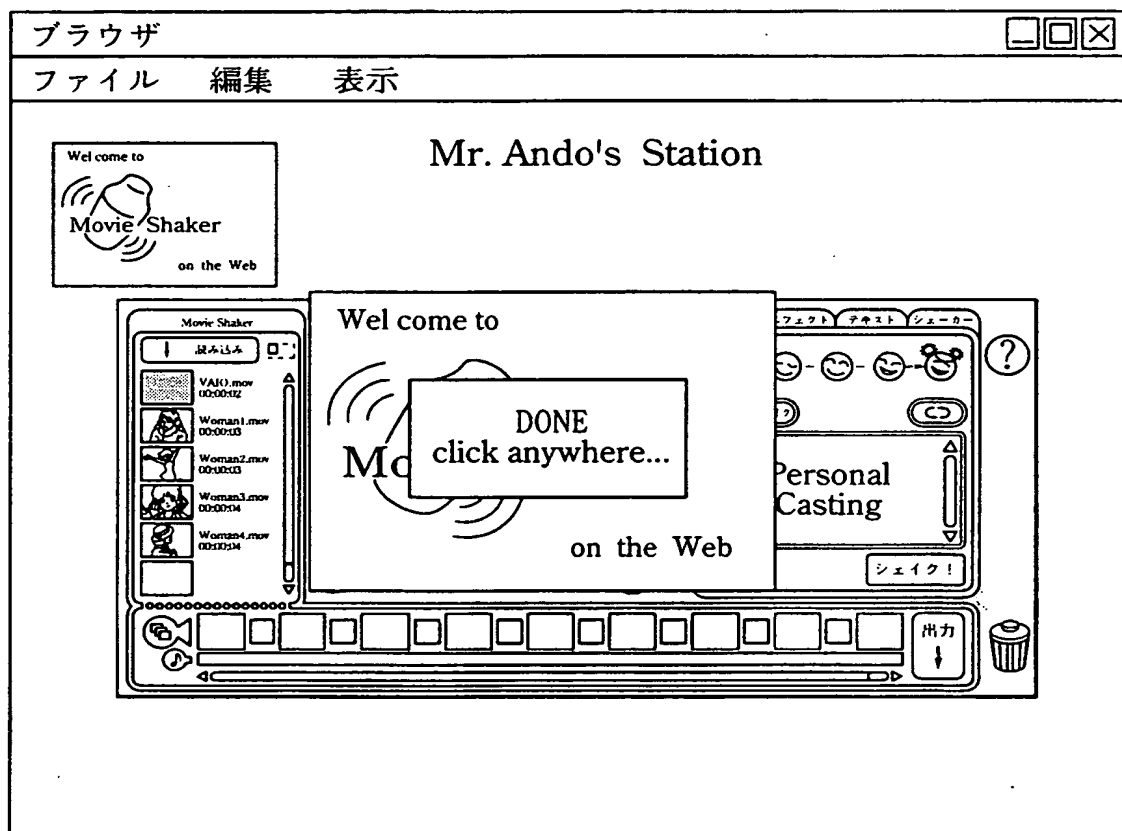 ブラウザ
ファイル 編集 表示
Mr. Ando's Station
Wel come to
Movie Shaker
on the Web
Movie Shaker
読み込み
VAIO.mov
00:00:02
Woman1.mov
00:00:03
Woman2.mov
00:00:03
Woman3.mov
00:00:04
Woman4.mov
00:00:04
Wel come to
Mo
on the Web
DONE
click anywhere...
フェクト テキスト シェーカー
?
Personal
Casting
シェイク!
出力